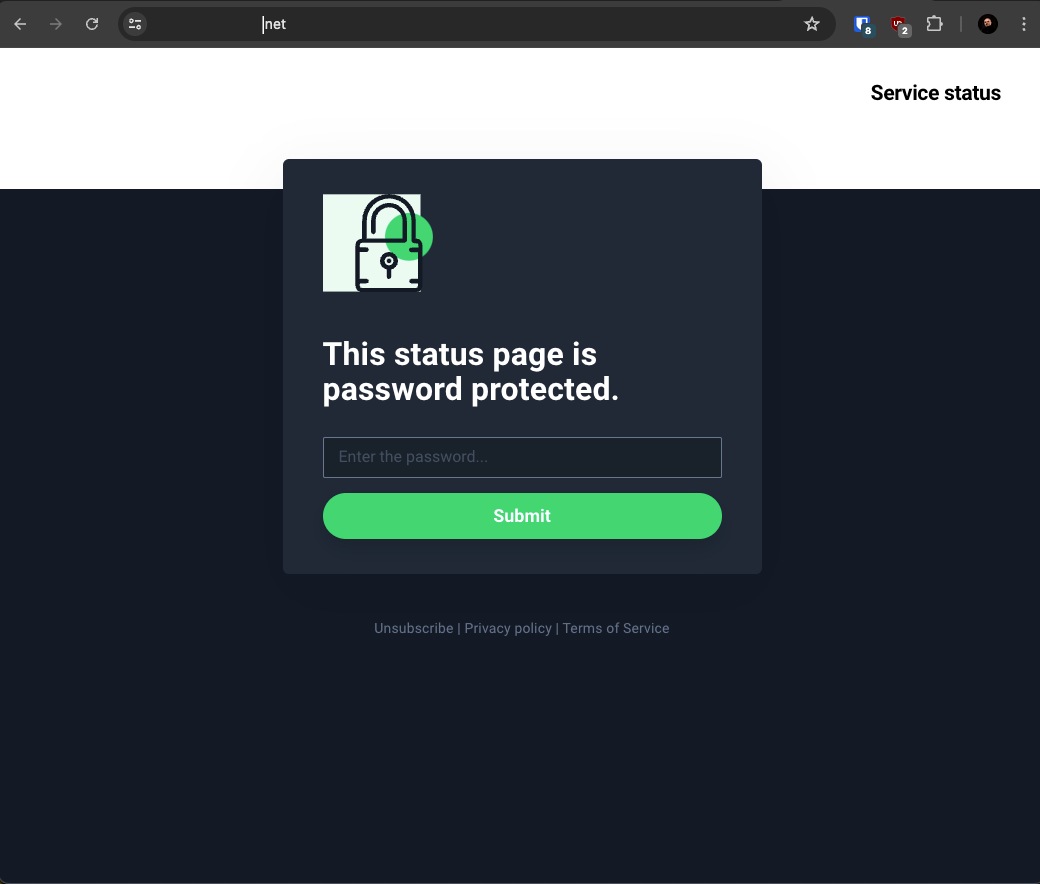 net
8
2
Service status
This status page is
password protected.
Enter the password...
Submit
Unsubscribe | Privacy policy | Terms of Service